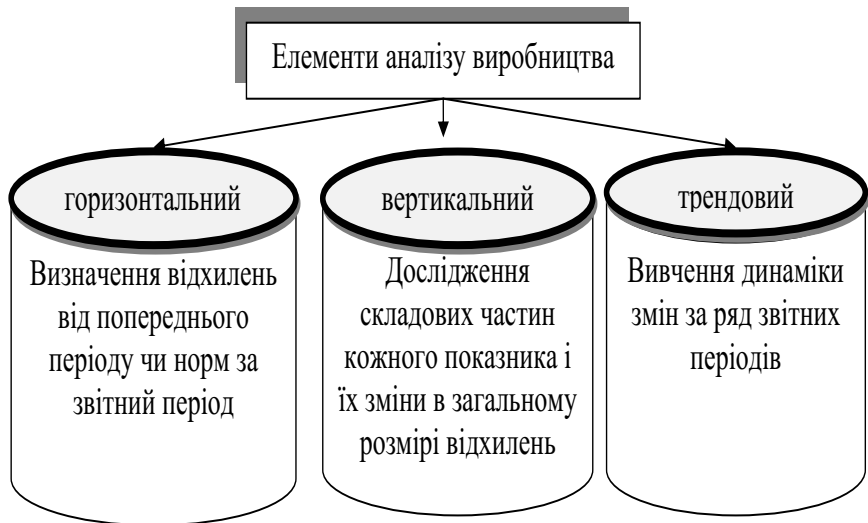 Елементи аналізу виробництва
горизонтальний
Визначення відхилень
від попереднього
періоду чи норм за
звітний період
вертикальний
Дослідження
складових частин
кожного показника і
їх зміни в загальному
розмірі відхилень
трендовий
Вивчення динаміки
змін за ряд звітних
періодів